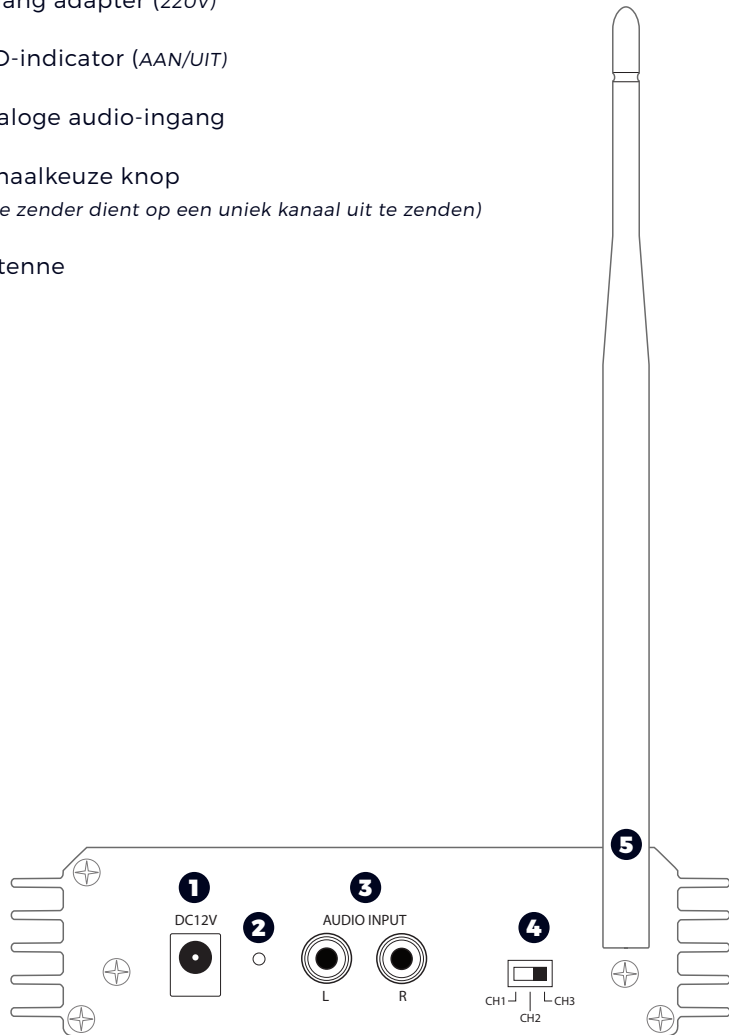 adapter (220V)
(AAN/UIT)
audio-ingang
knop
zender dient op een uniek kanaal uit te zenden)
1
2
3
4
5
DC12V
AUDIO INPUT
L
R
CH1
CH2
CH3